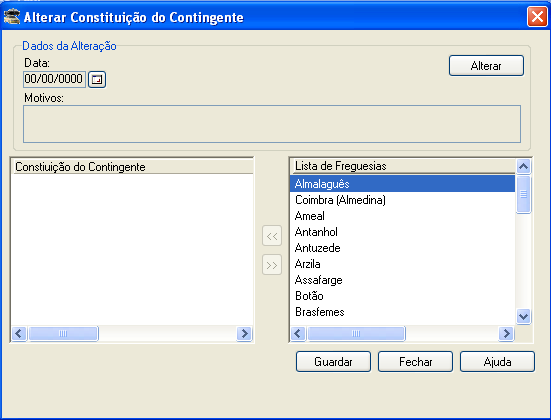 Alterar Constituição do Contingente
Dados da Alteração
Data:
00/00/0000
Alterar
Motivos:
Constiuição do Contingente
Lista de Freguesias
Almalaguês
Coimbra (Almedina)
Ameal
Antanhol
Antuzede
Arzila
Assafarge
Botão
Brasfemes
<<
>>
Guardar
Fechar
Ajuda